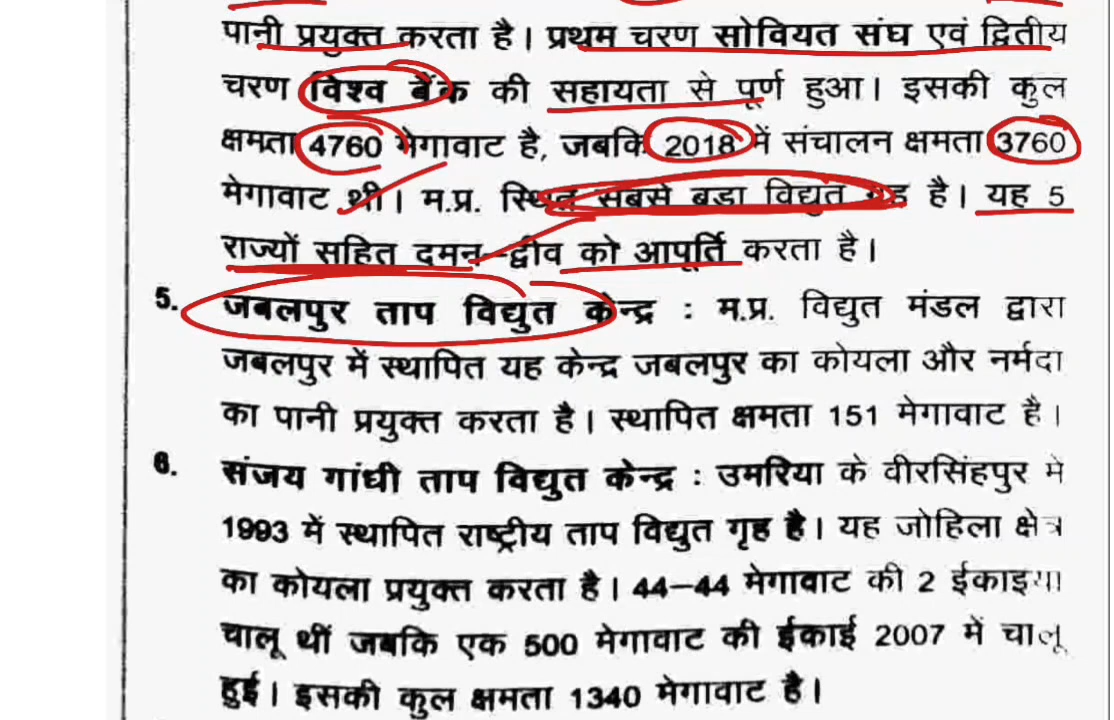 पानी प्रयुक्त करता है। प्रथम चरण सोवियत संघ एवं द्वितीय
चरण विश्व बैंक की सहायता से पूर्ण हुआ। इसकी कुल
क्षमता 4760 मेगावाट है, जबकि 2018 में संचालन क्षमता 3760
मेगावाट थी। म.प्र. स्थित सबसे बडा विद्युत गृह है। यह 5
राज्यों सहित दमन-द्वीव को आपूर्ति करता है।
5. जबलपुर ताप विद्युत केन्द्र : म.प्र. विद्युत मंडल द्वारा
जबलपुर में स्थापित यह केन्द्र जबलपुर का कोयला और नर्मदा
का पानी प्रयुक्त करता है। स्थापित क्षमता 151 मेगावाट है।
6. संजय गांधी ताप विद्युत केन्द्र : उमरिया के वीरसिंहपुर में
1993 में स्थापित राष्ट्रीय ताप विद्युत गृह है। यह जोहिला क्षेत्र
का कोयला प्रयुक्त करता है। 44–44 मेगावाट की 2 ईकाइयां
चालू थीं जबकि एक 500 मेगावाट की ईकाई 2007 में चालू
हुई। इसकी कुल क्षमता 1340 मेगावाट है।